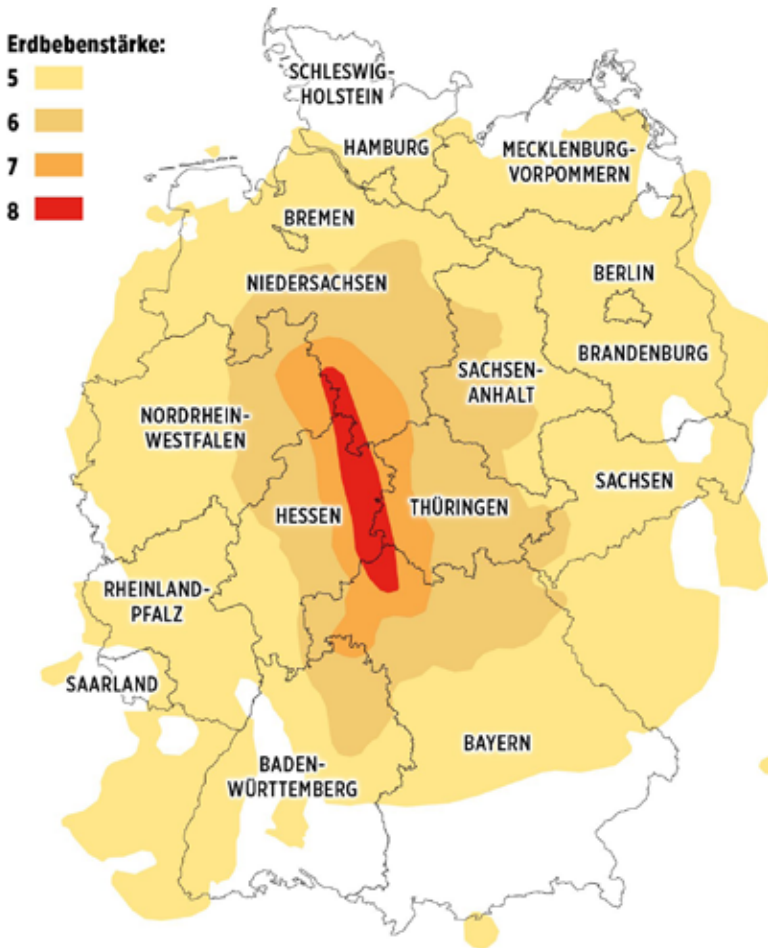 Erdbebenstärke:
5
6
7
8
SCHLESWIG-
HOLSTEIN
HAMBURG
MECKLENBURG-
VORPOMMERN
BREMEN
NIEDERSACHSEN
BERLIN
BRANDENBURG
SACHSEN-
ANHALT
NORDRHEIN-
WESTFALEN
HESSEN
THÜRINGEN
SACHSEN
RHEINLAND-
PFALZ
SAARLAND
BAYERN
BADEN-
WÜRTTEMBERG